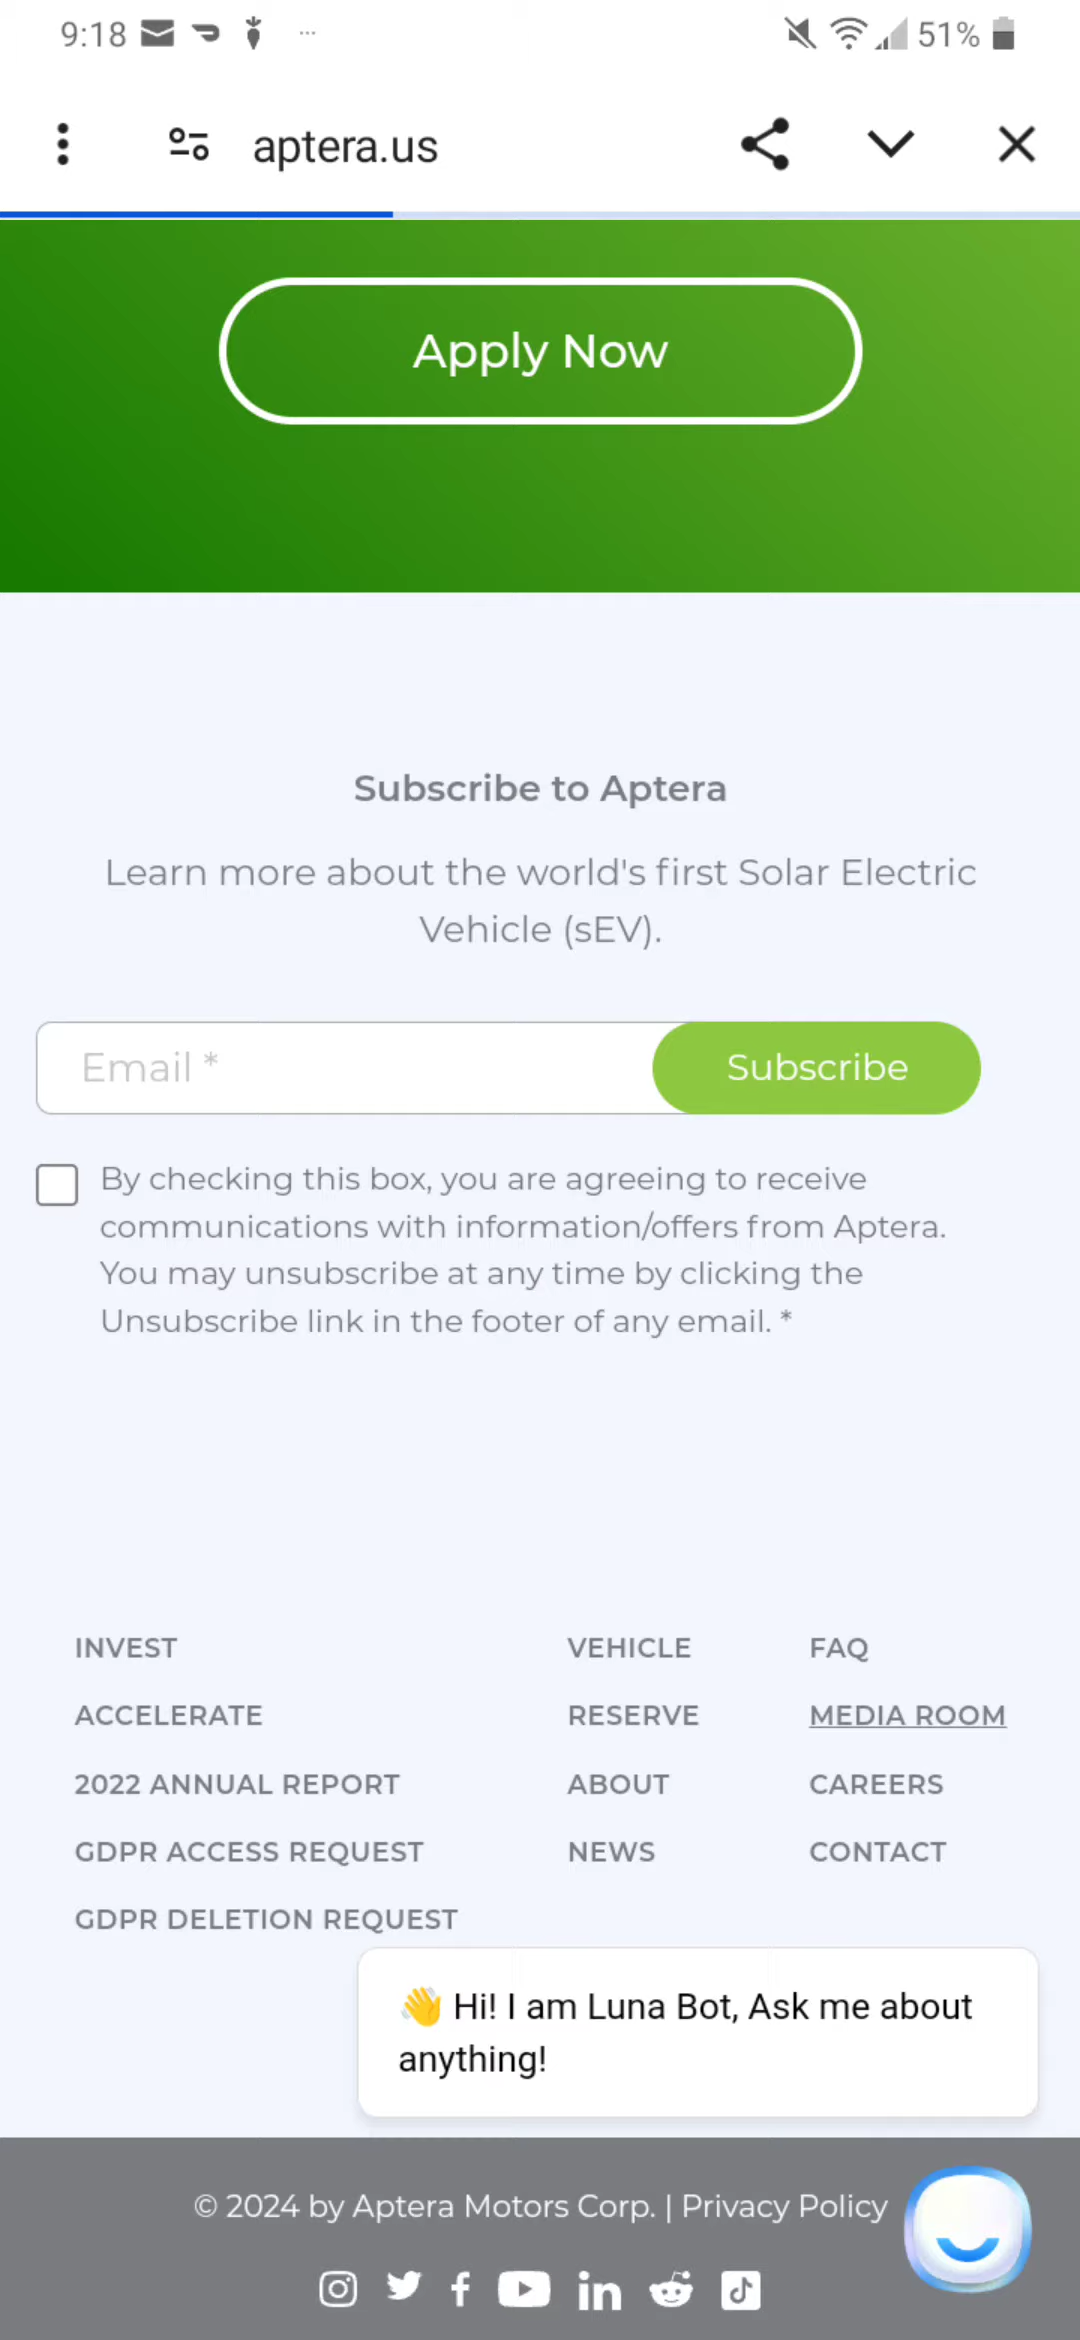 9:18
51%
aptera.us
Apply Now
Subscribe to Aptera
Learn more about the world's first Solar Electric
Vehicle (sEV).
Email *
Subscribe
By checking this box, you are agreeing to receive
communications with information/offers from Aptera.
You may unsubscribe at any time by clicking the
Unsubscribe link in the footer of any email. *
INVEST
ACCELERATE
2022 ANNUAL REPORT
GDPR ACCESS REQUEST
GDPR DELETION REQUEST
VEHICLE
RESERVE
ABOUT
NEWS
FAQ
MEDIA ROOM
CAREERS
CONTACT
👋 Hi! I am Luna Bot, Ask me about
anything!
© 2024 by Aptera Motors Corp. | Privacy Policy